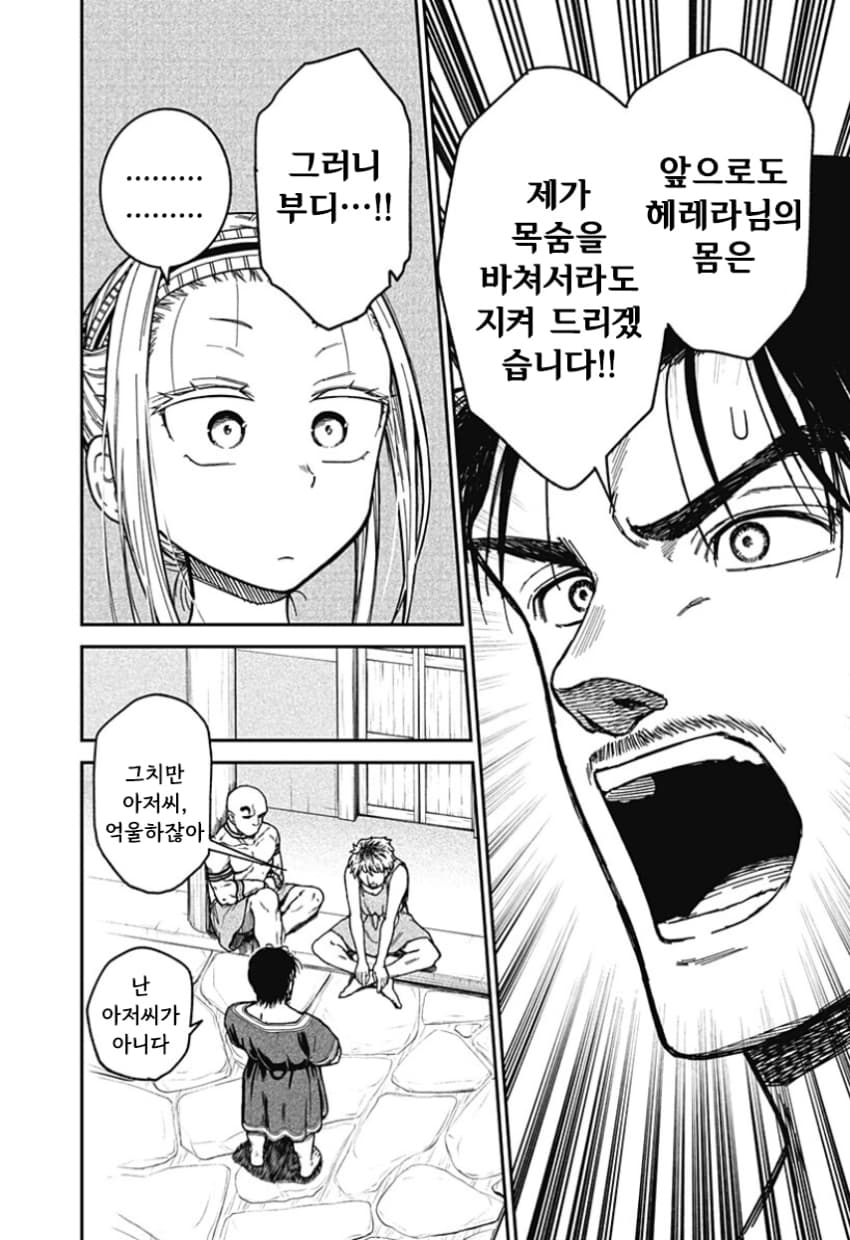 앞으로도
헤레라님의
몸은
제가
목숨을
바쳐서라도
지켜 드리겠
습니다!!
그러니
부디…!!
………
………
그치만
아저씨,
억울하잖아
난
아저씨가
아니다